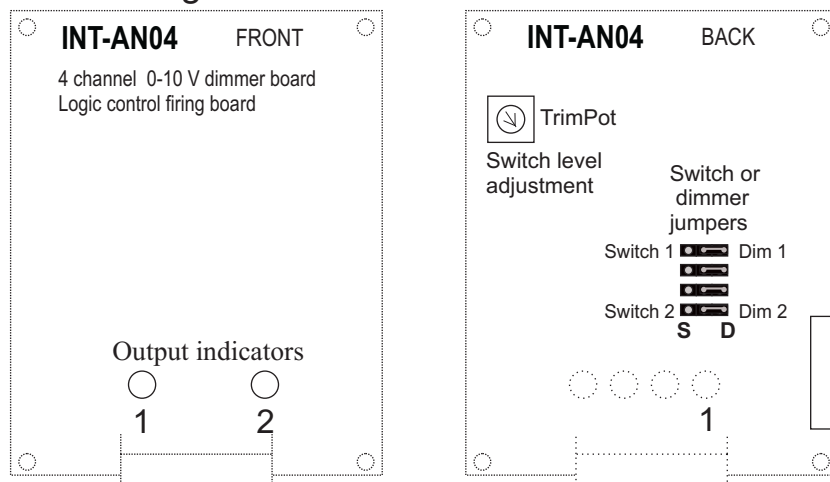 INT-AN04 FRONT
4 channel 0-10 V dimmer board
Logic control firing board
Output indicators
1 2
INT-AN04 BACK
TrimPot
Switch level
adjustment
Switch or
dimmer
jumpers
Switch 1 Dim 1
Switch 2 Dim 2
S D
1